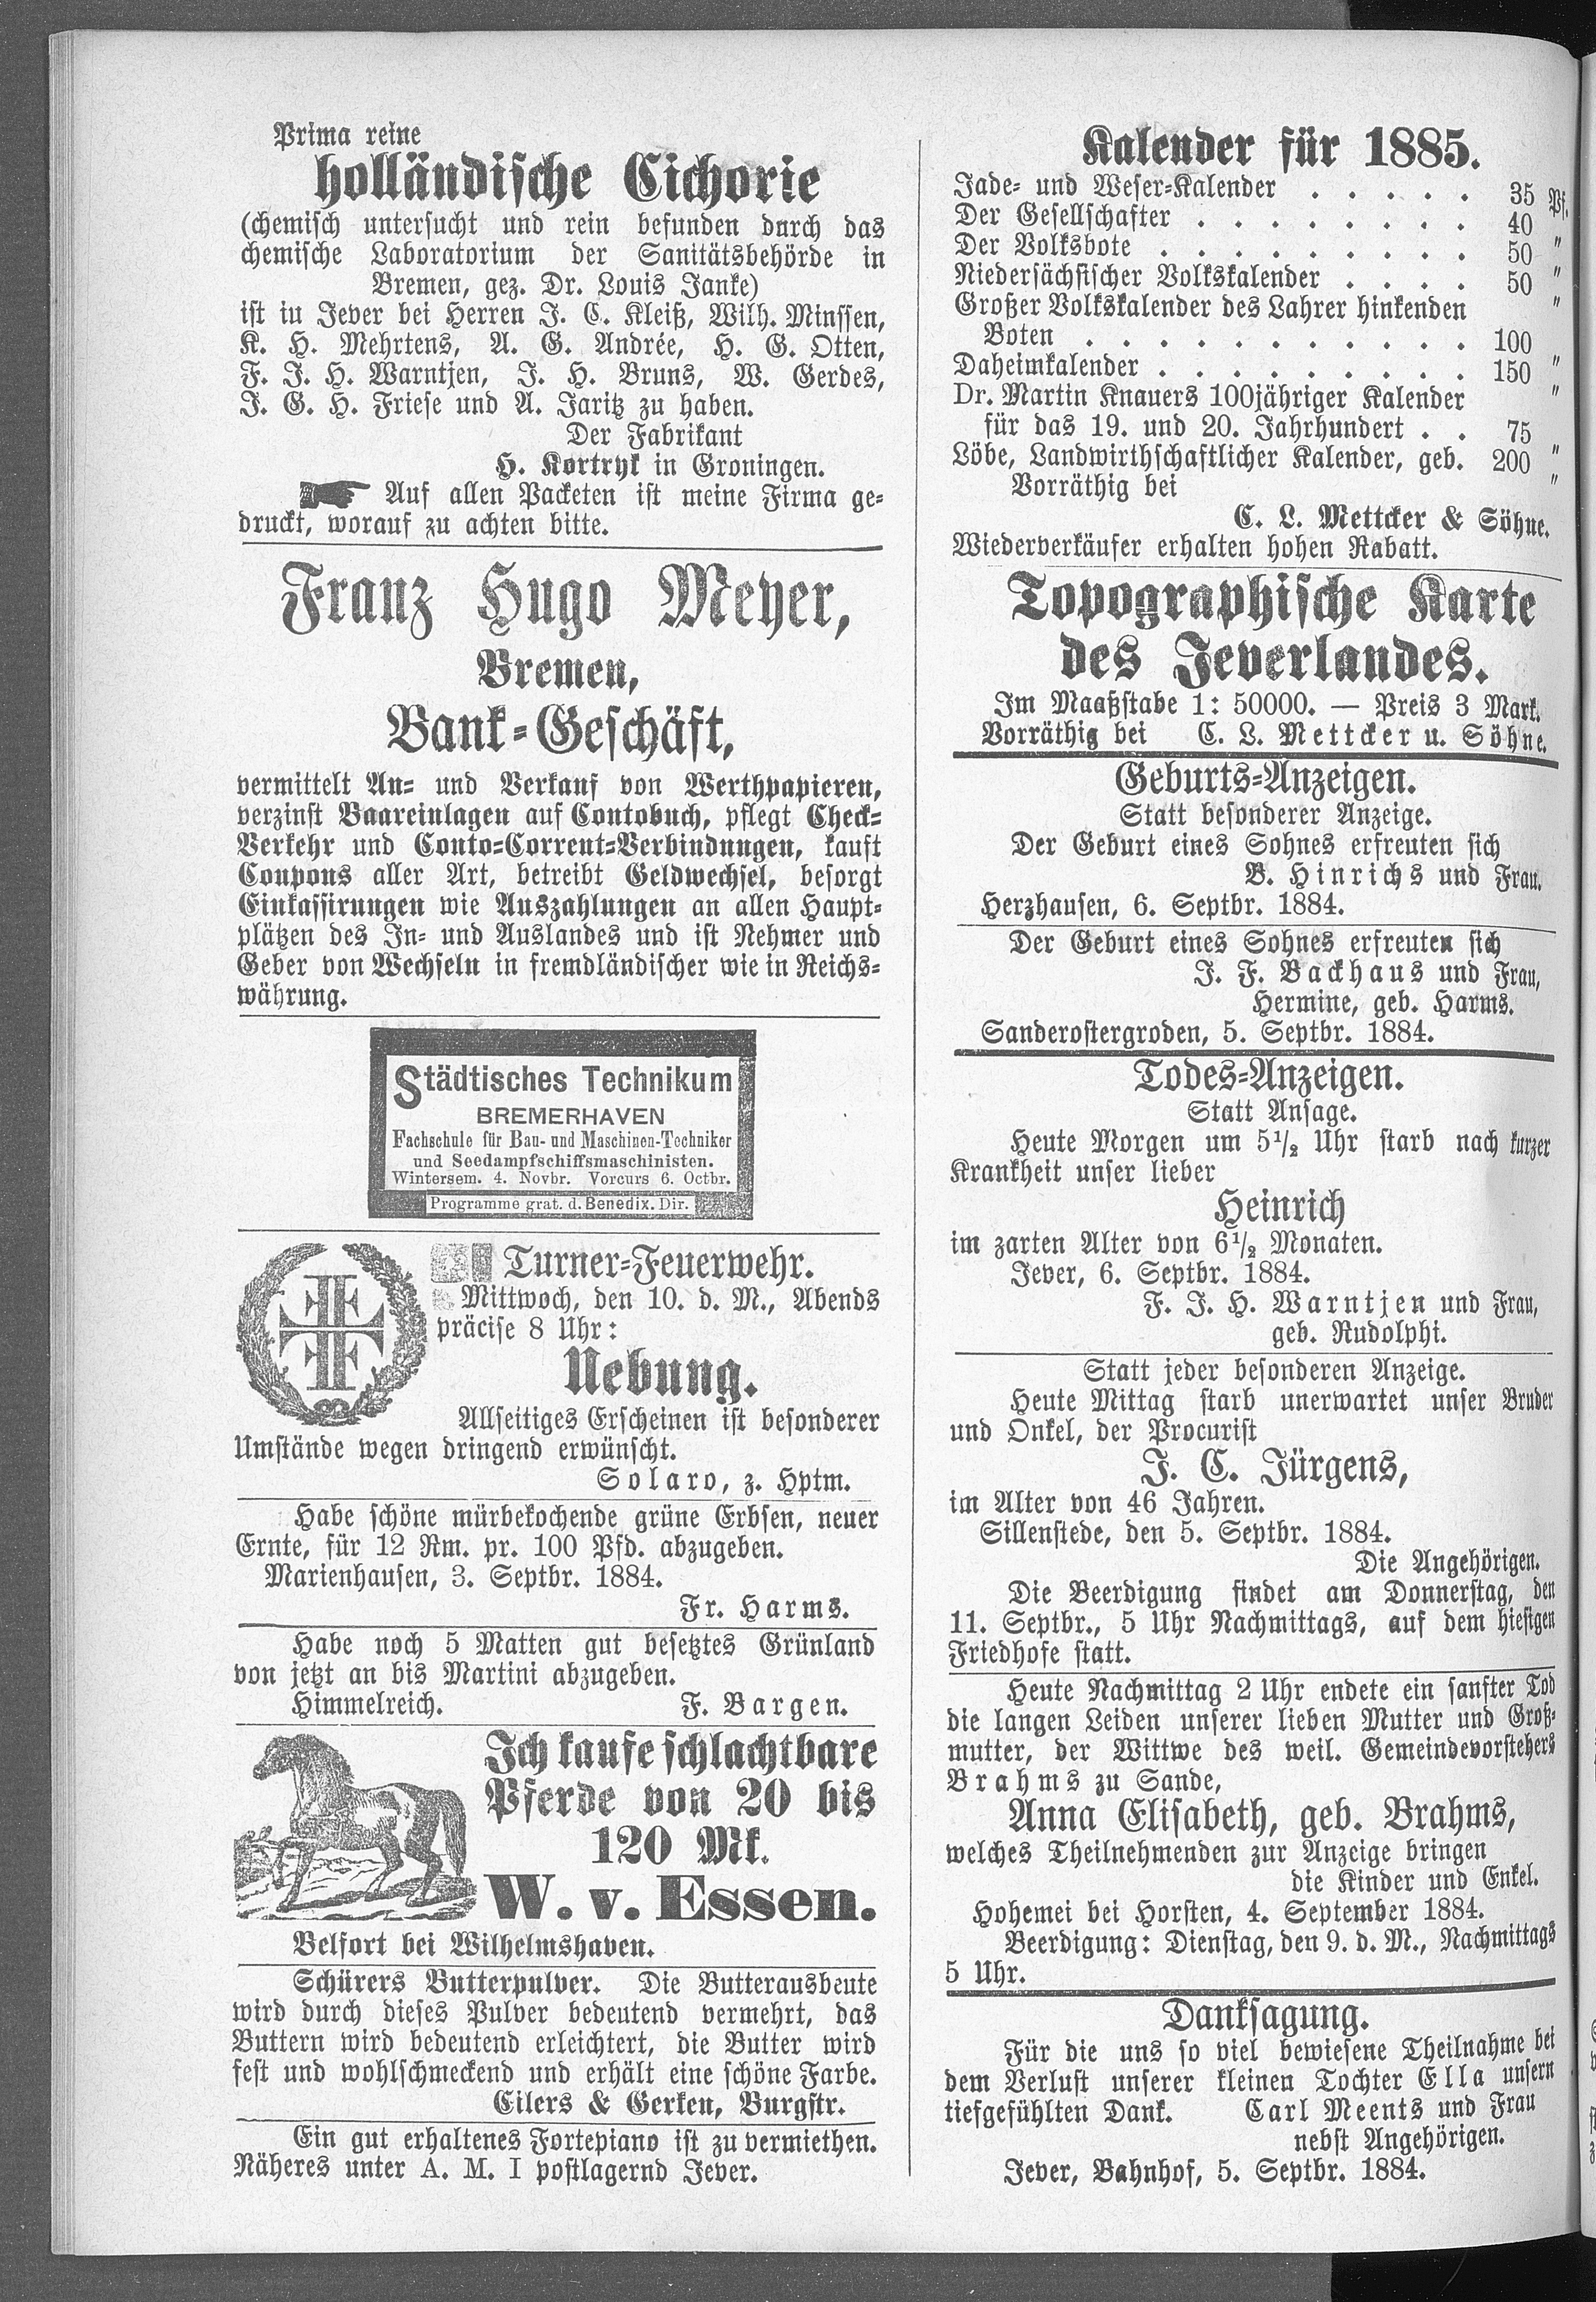 Prima reine
holländische Cichorie
(chemisch untersucht und rein befunden durch das
chemische Laboratorium der Sanitätsbehörde in
Bremen, gez. Dr. Louis Janke)
ist in Jever bei Herren J. C. Kleiß, Wilh. Minssen,
K. H. Mehrtens, A. G. Andrée, H. G. Otten,
F. J. H. Warntjen, J. H. Bruns, W. Gerdes,
J. G. H. Friese und A. Jaritz zu haben.
Der Fabrikant
H. Kortryk in Groningen.
Auf allen Packeten ist meine Firma ge-
druckt, worauf zu achten bitte.
Franz Hugo Meyer,
Bremen,
Bank-Geschäft,
vermittelt An- und Verkauf von Werthpapieren,
verzinst Baareinlagen auf Contobuch, pflegt Check-
Verkehr und Conto-Corrent-Verbindungen, kauft
Coupons aller Art, betreibt Geldwechsel, besorgt
Einkassirungen wie Auszahlungen an allen Haupt-
plätzen des In- und Auslandes und ist Nehmer und
Geber von Wechseln in fremdländischer wie in Reichs-
währung.
Städtisches Technikum
BREMERHAVEN
Fachschule für Bau- und Maschinen-Techniker
und Seedampfschiffsmaschinisten.
Wintersem. 4. Novbr. Vorcurs 6. Octbr.
Programme grat. d. Benedix. Dir.
Turner-Feuerwehr.
Mittwoch, den 10. d. M., Abends
präcise 8 Uhr:
Uebung.
Allseitiges Erscheinen ist besonderer
Umstände wegen dringend erwünscht.
Solaro, z. Hptm.
Habe schöne mürbekochende grüne Erbsen, neuer
Ernte, für 12 Rm. pr. 100 Pfd. abzugeben.
Marienhausen, 3. Septbr. 1884.
Fr. Harms.
Habe noch 5 Matten gut besetztes Grünland
von jetzt an bis Martini abzugeben.
Himmelreich. F. Bargen.
Ich kaufe schlachtbare
Pferde von 20 bis
120 Mk.
W. v. Essen.
Belfort bei Wilhelmshaven.
Schürers Butterpulver. Die Butterausbeute
wird durch dieses Pulver bedeutend vermehrt, das
Buttern wird bedeutend erleichtert, die Butter wird
fest und wohlschmeckend und erhält eine schöne Farbe.
Eilers & Gerken, Burgstr.
Ein gut erhaltenes Fortepiano ist zu vermiethen.
Näheres unter A. M. I postlagernd Jever.
Kalender für 1885.
Jade- und Weser-Kalender . . . . . 35 Pf.
Der Gesellschafter . . . . . . . . 40 "
Der Volksbote . . . . . . . . . 50 "
Niedersächsischer Volkskalender . . . . 50 "
Großer Volkskalender des Lahrer hinkenden
Boten . . . . . . . . . . . . 100 "
Daheimkalender . . . . . . . . . 150 "
Dr. Martin Knauers 100jähriger Kalender
für das 19. und 20. Jahrhundert . . 75 "
Löbe, Landwirthschaftlicher Kalender, geb. 200 "
Vorräthig bei
C. L. Mettcker & Söhne.
Wiederverkäufer erhalten hohen Rabatt.
Topographische Karte
des Jeverlandes.
Im Maaßstabe 1: 50000. — Preis 3 Mark.
Vorräthig bei C. L. Mettcker u. Söhne.
Geburts-Anzeigen.
Statt besonderer Anzeige.
Der Geburt eines Sohnes erfreuten sich
B. Hinrichs und Frau.
Herzhausen, 6. Septbr. 1884.
Der Geburt eines Sohnes erfreuten sich
J. F. Backhaus und Frau,
Hermine, geb. Harms.
Sanderostergroden, 5. Septbr. 1884.
Todes-Anzeigen.
Statt Ansage.
Heute Morgen um 5½ Uhr starb nach kurzer
Krankheit unser lieber
Heinrich
im zarten Alter von 6½ Monaten.
Jever, 6. Septbr. 1884.
F. J. H. Warntjen und Frau,
geb. Rudolphi.
Statt jeder besonderen Anzeige.
Heute Mittag starb unerwartet unser Bruder
und Onkel, der Procurist
J. C. Jürgens,
im Alter von 46 Jahren.
Sillenstede, den 5. Septbr. 1884.
Die Angehörigen.
Die Beerdigung findet am Donnerstag, den
11. Septbr., 5 Uhr Nachmittags, auf dem hiesigen
Friedhofe statt.
Heute Nachmittag 2 Uhr endete ein sanfter Tod
die langen Leiden unserer lieben Mutter und Groß-
mutter, der Wittwe des weil. Gemeindevorstehers
Brahms zu Sande,
Anna Elisabeth, geb. Brahms,
welches Theilnehmenden zur Anzeige bringen
die Kinder und Enkel.
Hohemei bei Horsten, 4. September 1884.
Beerdigung: Dienstag, den 9. d. M., Nachmittags
5 Uhr.
Danksagung.
Für die uns so viel bewiesene Theilnahme bei
dem Verlust unserer kleinen Tochter Ella unsern
tiefgefühlten Dank. Carl Meents und Frau
nebst Angehörigen.
Jever, Bahnhof, 5. Septbr. 1884.